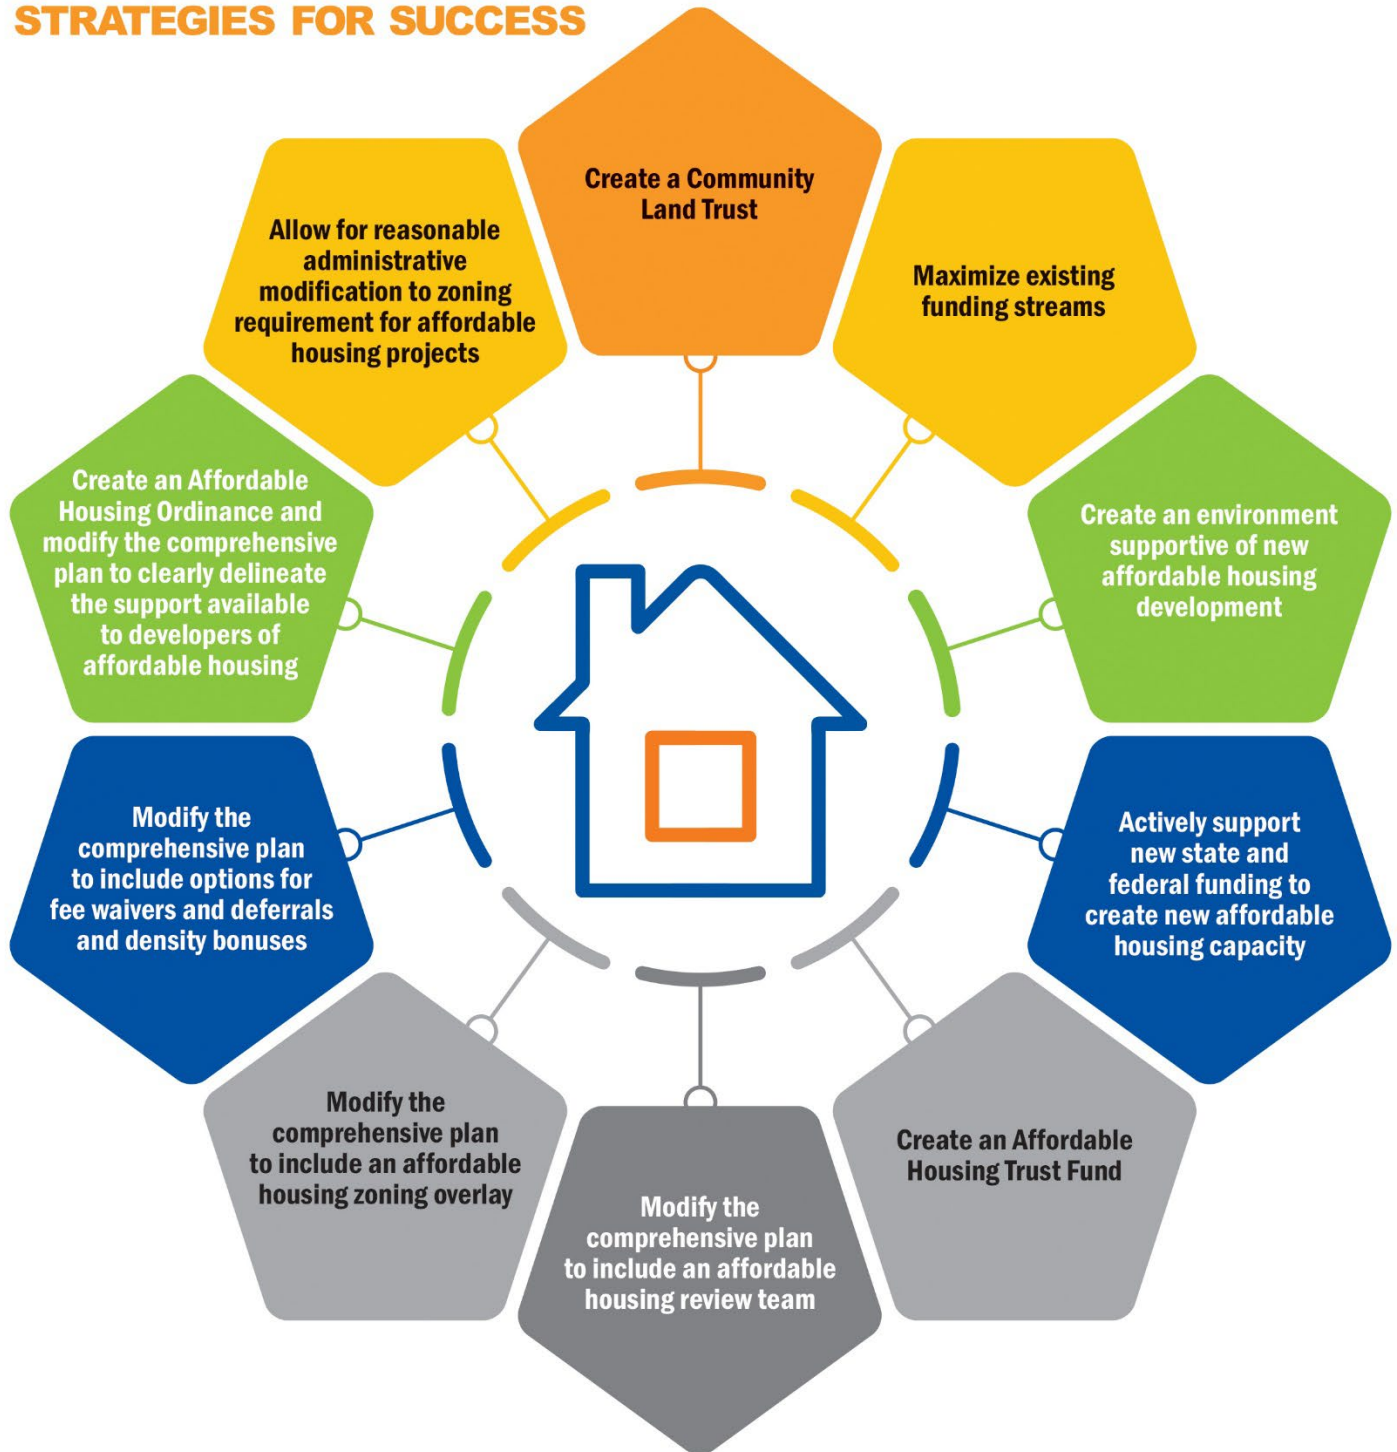 STRATEGIES FOR SUCCESS
Create a Community
Land Trust
Maximize existing
funding streams
Create an environment
supportive of new
affordable housing
development
Actively support
new state and
federal funding to
create new affordable
housing capacity
Create an Affordable
Housing Trust Fund
Modify the
comprehensive plan
to include an affordable
housing review team
Modify the
comprehensive plan
to include an affordable
housing zoning overlay
Modify the
comprehensive plan
to include options for
fee waivers and deferrals
and density bonuses
Create an Affordable
Housing Ordinance and
modify the comprehensive
plan to clearly delineate
the support available
to developers of
affordable housing
Allow for reasonable
administrative
modification to zoning
requirement for affordable
housing projects